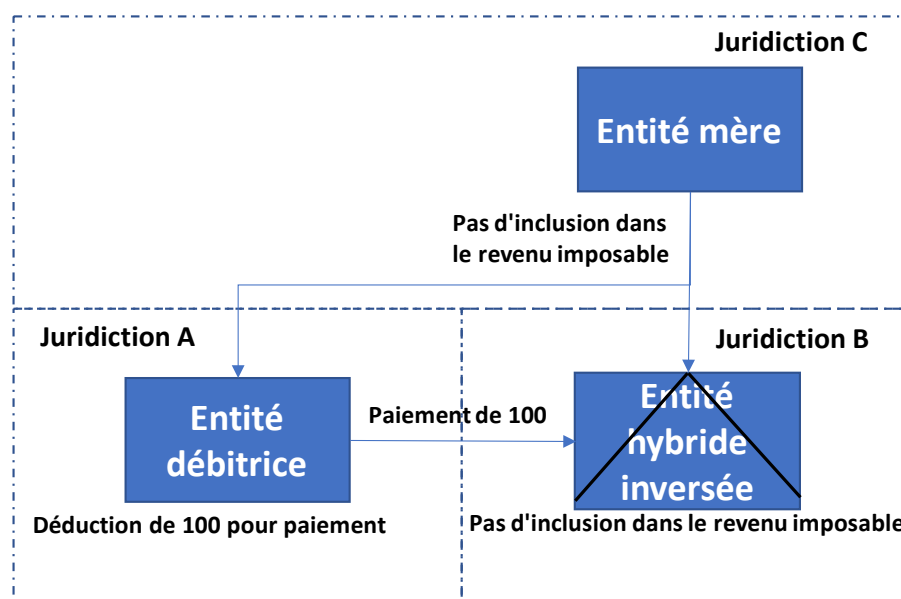 Juridiction C
Entité mère
Pas d'inclusion dans
le revenu imposable
Juridiction A
Juridiction B
Entité
débitrice
Paiement de 100
Entité
hybride
inversée
Déduction de 100 pour paiement
Pas d'inclusion dans le revenu imposable